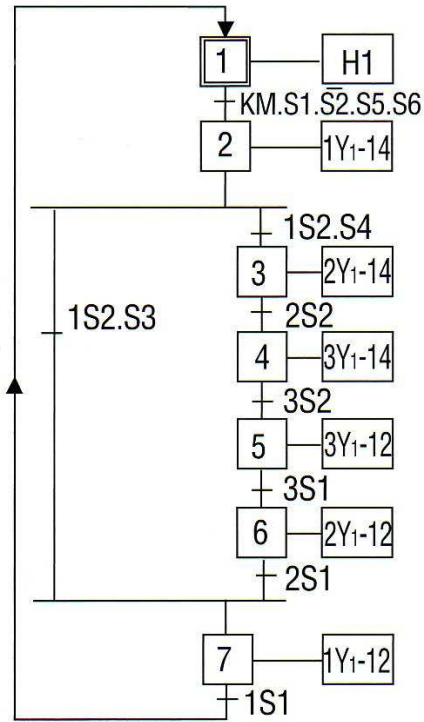 1 H1
KM.S1.S̅2.S5.S6
2 1Y₁-14
1S2.S4
3 2Y₁-14
1S2.S3
2S2
4 3Y₁-14
3S2
5 3Y₁-12
3S1
6 2Y₁-12
2S1
7 1Y₁-12
1S1